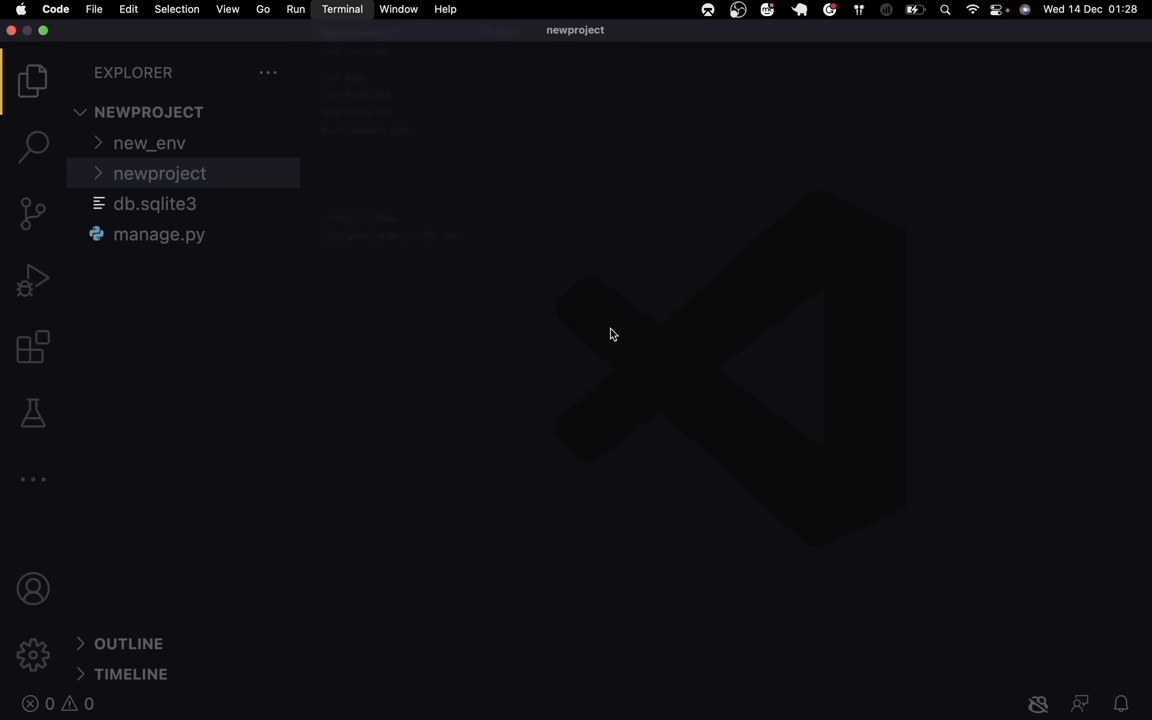 Code File Edit Selection View Go Run Terminal Window Help Wed 14 Dec 01:28
newproject
EXPLORER
NEWPROJECT
new_env
newproject
db.sqlite3
manage.py
OUTLINE
TIMELINE
0 0